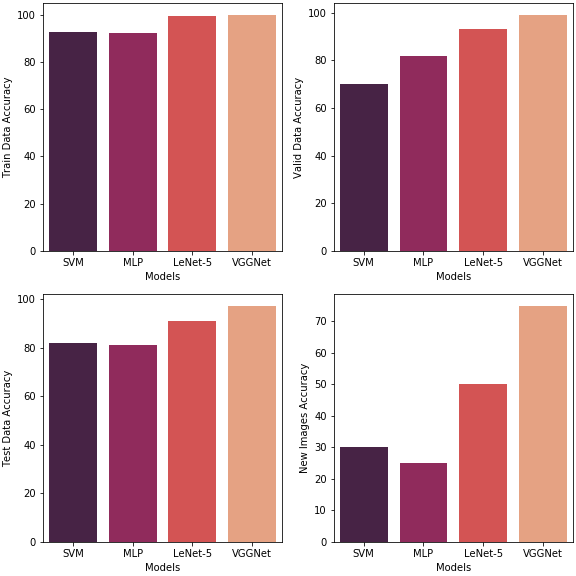 Train Data Accuracy
100
80
60
40
20
0
SVM MLP LeNet-5 VGGNet
Models
Valid Data Accuracy
100
80
60
40
20
0
SVM MLP LeNet-5 VGGNet
Models
Test Data Accuracy
100
80
60
40
20
0
SVM MLP LeNet-5 VGGNet
Models
New Images Accuracy
70
60
50
40
30
20
10
0
SVM MLP LeNet-5 VGGNet
Models